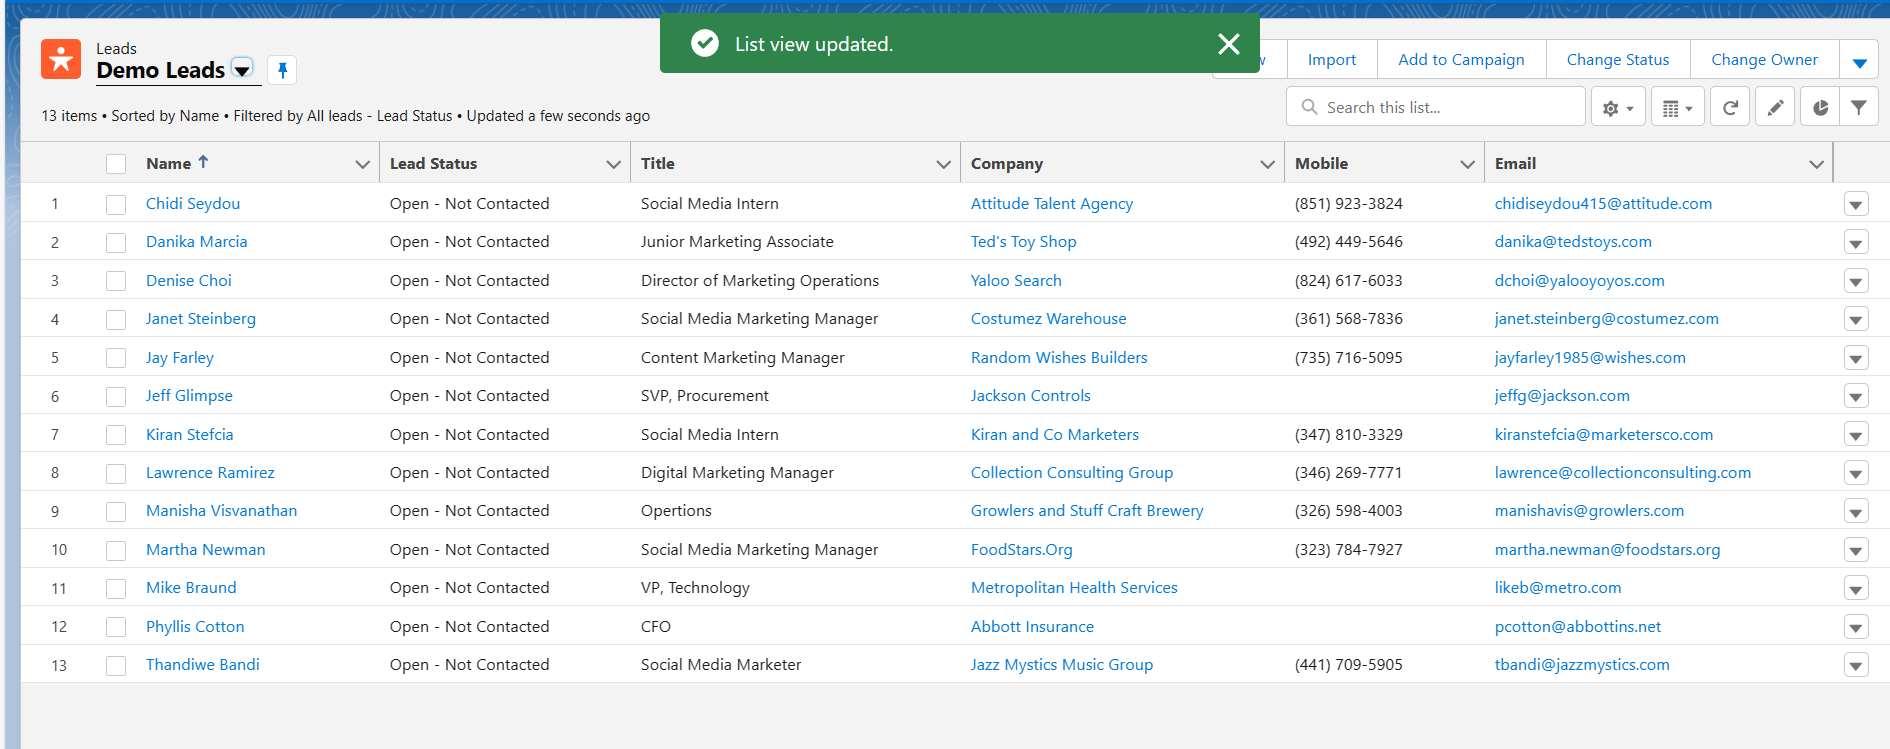 List view updated.
Leads
Demo Leads
Import Add to Campaign Change Status Change Owner
13 items • Sorted by Name • Filtered by All leads - Lead Status • Updated a few seconds ago
Search this list...
Name Lead Status Title Company Mobile Email
1 Chidi Seydou Open - Not Contacted Social Media Intern Attitude Talent Agency (851) 923-3824 chidiseydou415@attitude.com
2 Danika Marcia Open - Not Contacted Junior Marketing Associate Ted's Toy Shop (492) 449-5646 danika@tedstoys.com
3 Denise Choi Open - Not Contacted Director of Marketing Operations Yaloo Search (824) 617-6033 dchoi@yalooyoyos.com
4 Janet Steinberg Open - Not Contacted Social Media Marketing Manager Costumez Warehouse (361) 568-7836 janet.steinberg@costumez.com
5 Jay Farley Open - Not Contacted Content Marketing Manager Random Wishes Builders (735) 716-5095 jayfarley1985@wishes.com
6 Jeff Glimpse Open - Not Contacted SVP, Procurement Jackson Controls jeffg@jackson.com
7 Kiran Stefcia Open - Not Contacted Social Media Intern Kiran and Co Marketers (347) 810-3329 kiranstefcia@marketersco.com
8 Lawrence Ramirez Open - Not Contacted Digital Marketing Manager Collection Consulting Group (346) 269-7771 lawrence@collectionconsulting.com
9 Manisha Visvanathan Open - Not Contacted Opertions Growlers and Stuff Craft Brewery (326) 598-4003 manishavis@growlers.com
10 Martha Newman Open - Not Contacted Social Media Marketing Manager FoodStars.Org (323) 784-7927 martha.newman@foodstars.org
11 Mike Braund Open - Not Contacted VP, Technology Metropolitan Health Services likeb@metro.com
12 Phyllis Cotton Open - Not Contacted CFO Abbott Insurance pcotton@abbottins.net
13 Thandiwe Bandi Open - Not Contacted Social Media Marketer Jazz Mystics Music Group (441) 709-5905 tbandi@jazzmystics.com